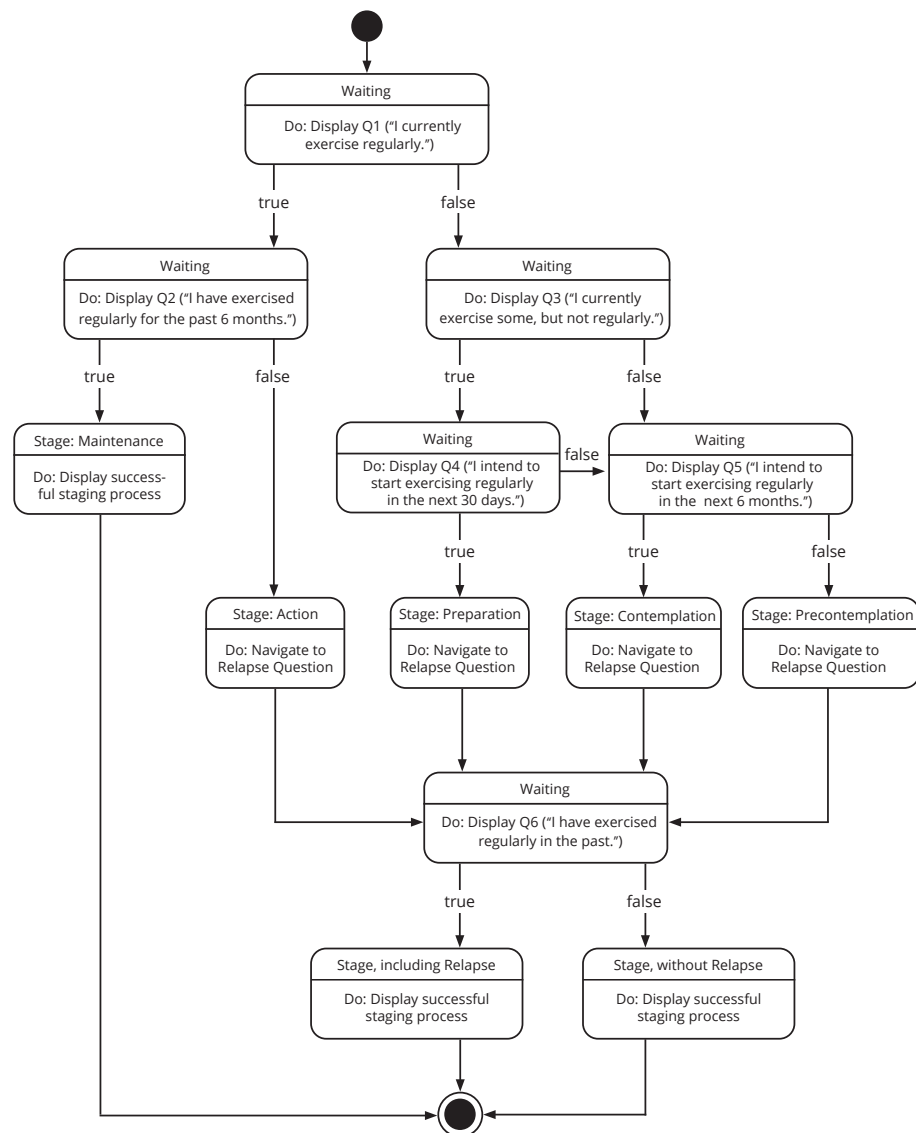 Waiting
Do: Display Q1 (“I currently
exercise regularly.”)
true
false
Waiting
Do: Display Q2 (“I have exercised
regularly for the past 6 months.”)
Waiting
Do: Display Q3 (“I currently
exercise some, but not regularly.”)
true
false
true
false
Stage: Maintenance
Do: Display success-
ful staging process
Waiting
Do: Display Q4 (“I intend to
start exercising regularly
in the next 30 days.”)
false
Waiting
Do: Display Q5 (“I intend to
start exercising regularly
in the next 6 months.”)
true
true
false
Stage: Action
Do: Navigate to
Relapse Question
Stage: Preparation
Do: Navigate to
Relapse Question
Stage: Contemplation
Do: Navigate to
Relapse Question
Stage: Precontemplation
Do: Navigate to
Relapse Question
Waiting
Do: Display Q6 (“I have exercised
regularly in the past.”)
true
false
Stage, including Relapse
Do: Display successful
staging process
Stage, without Relapse
Do: Display successful
staging process